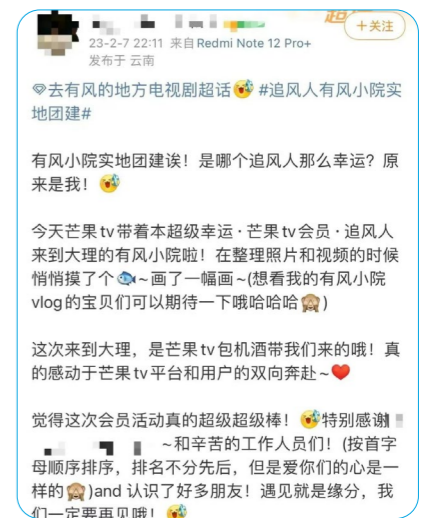 +关注
23-2-7 22:11 来自Redmi Note 12 Pro+
发布于 云南
去有风的地方电视剧超话 #追风人有风小院实
地团建#
有风小院实地团建诶！是哪个追风人那么幸运？原
来是我！
今天芒果tv带着本超级幸运·芒果tv会员·追风人
来到大理的有风小院啦！在整理照片和视频的时候
悄悄摸了个🐟~画了一幅画~(想看我的有风小院
vlog的宝贝们可以期待一下哦哈哈哈🙈)
这次来到大理，是芒果tv包机酒带我们来的哦！真
的感动于芒果tv平台和用户的双向奔赴~❤️
觉得这次会员活动真的超级超级棒！特别感谢
~和辛苦的工作人员们！(按首字
母顺序排序，排名不分先后，但是爱你们的心是一
样的🙈)and 认识了好多朋友！遇见就是缘分，我
们一定要再见哦！